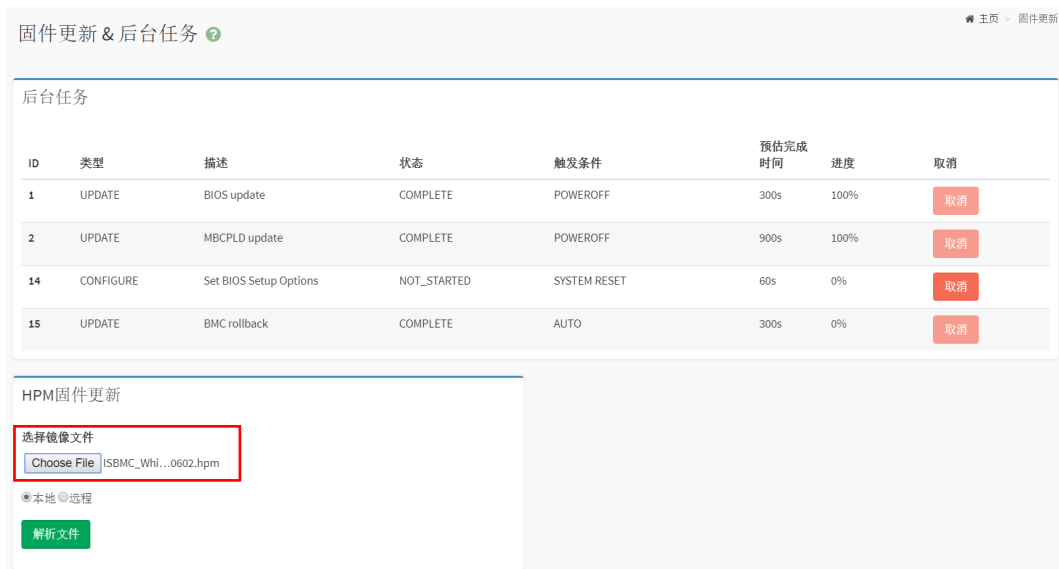 主页 > 固件更新
固件更新 & 后台任务
后台任务
ID 类型 描述 状态 触发条件 预估完成时间 进度 取消
1 UPDATE BIOS update COMPLETE POWEROFF 300s 100% 取消
2 UPDATE MBCPLD update COMPLETE POWEROFF 900s 100% 取消
14 CONFIGURE Set BIOS Setup Options NOT_STARTED SYSTEM RESET 60s 0% 取消
15 UPDATE BMC rollback COMPLETE AUTO 300s 0% 取消
HPM固件更新
选择镜像文件
Choose File ISBMC_Whi...0602.hpm
本地 远程
解析文件